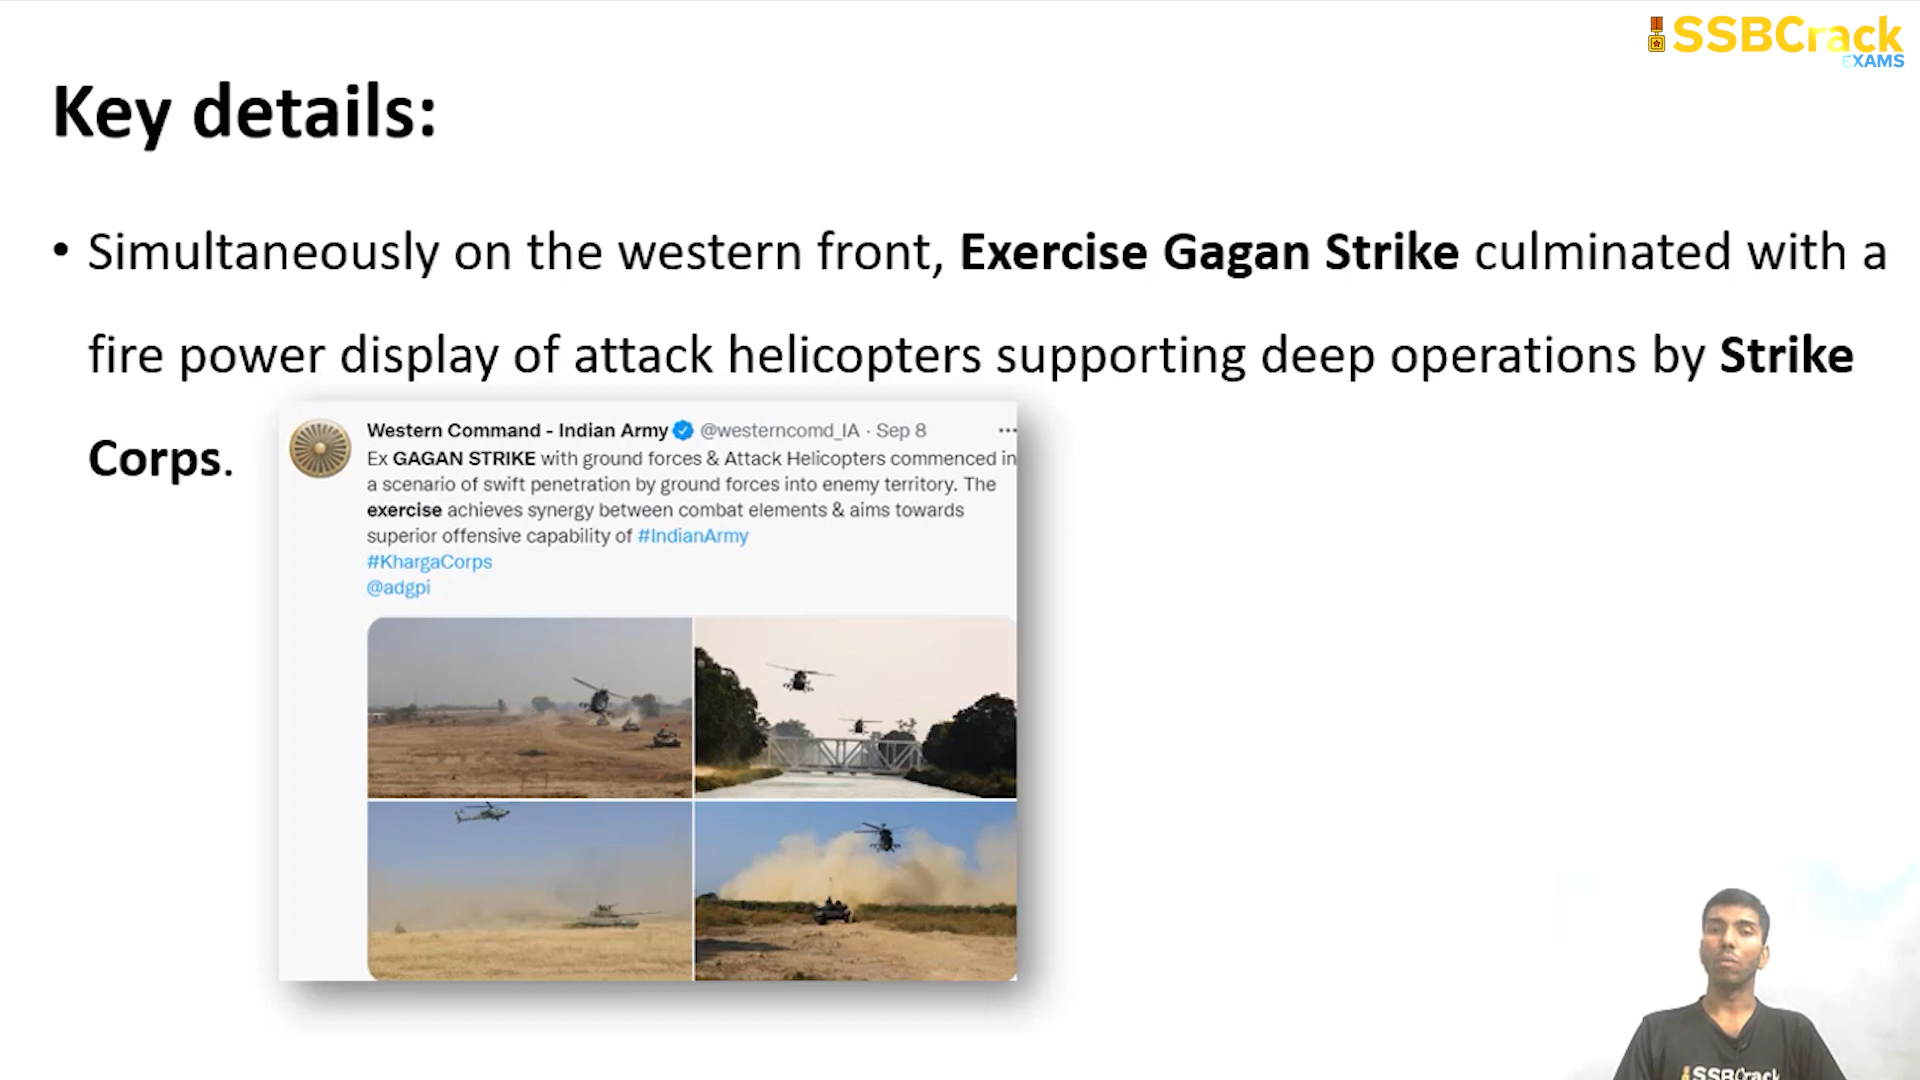 SSBCrack
EXAMS
Key details:
• Simultaneously on the western front, Exercise Gagan Strike culminated with a
fire power display of attack helicopters supporting deep operations by Strike
Corps.
Western Command - Indian Army @westerncomd_IA · Sep 8 ...
Ex GAGAN STRIKE with ground forces & Attack Helicopters commenced in
a scenario of swift penetration by ground forces into enemy territory. The
exercise achieves synergy between combat elements & aims towards
superior offensive capability of #IndianArmy
#KhargaCorps
@adgpi
SSBCrack